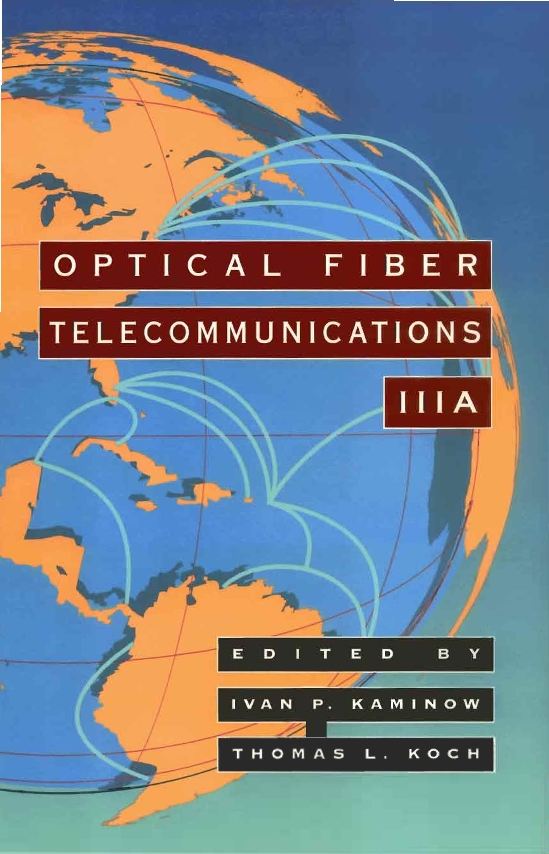 OPTICAL FIBER
TELECOMMUNICATIONS
IIIA
EDITED BY
IVAN P. KAMINOW
THOMAS L. KOCH